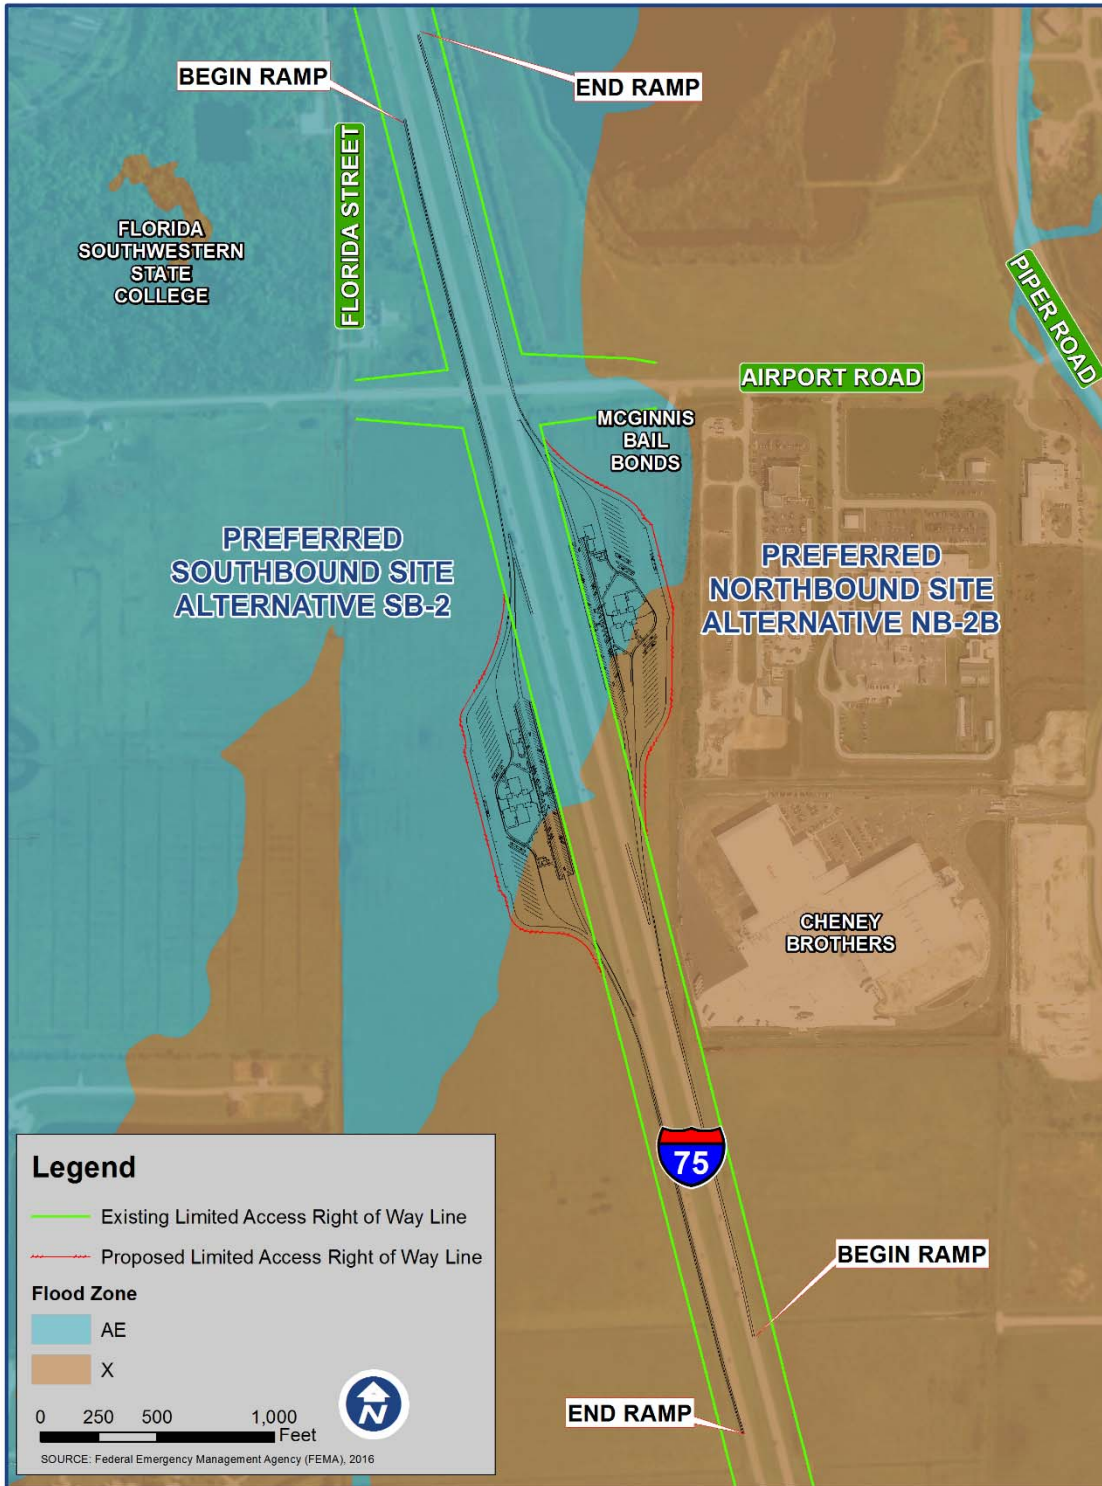 BEGIN RAMP
END RAMP
FLORIDA STREET
FLORIDA
SOUTHWESTERN
STATE
COLLEGE
PIPER ROAD
AIRPORT ROAD
MCGINNIS
BAIL
BONDS
PREFERRED
SOUTHBOUND SITE
ALTERNATIVE SB-2
PREFERRED
NORTHBOUND SITE
ALTERNATIVE NB-2B
CHENEY
BROTHERS
75
BEGIN RAMP
END RAMP
Legend
Existing Limited Access Right of Way Line
Proposed Limited Access Right of Way Line
Flood Zone
AE
X
0 250 500 1,000
Feet
N
SOURCE: Federal Emergency Management Agency (FEMA), 2016